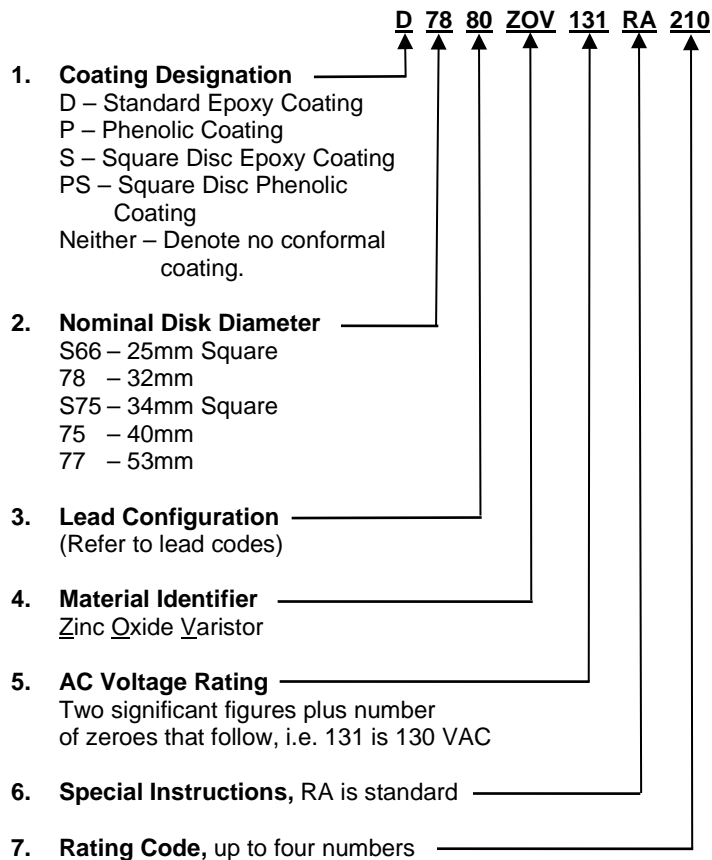 D 78 80 ZOV 131 RA 210
1. Coating Designation
D – Standard Epoxy Coating
P – Phenolic Coating
S – Square Disc Epoxy Coating
PS – Square Disc Phenolic
Coating
Neither – Denote no conformal
coating.
2. Nominal Disk Diameter
S66 – 25mm Square
78 – 32mm
S75 – 34mm Square
75 – 40mm
77 – 53mm
3. Lead Configuration
(Refer to lead codes)
4. Material Identifier
Zinc Oxide Varistor
5. AC Voltage Rating
Two significant figures plus number
of zeroes that follow, i.e. 131 is 130 VAC
6. Special Instructions, RA is standard
7. Rating Code, up to four numbers